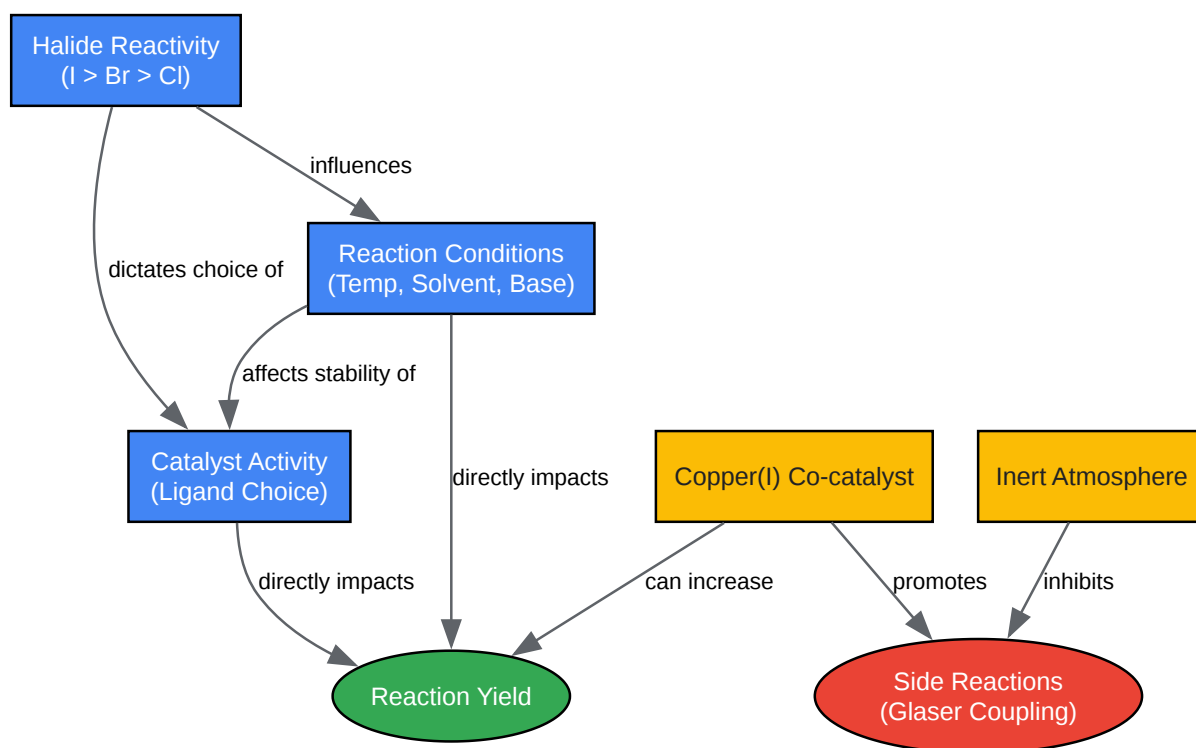 Halide Reactivity
(I > Br > Cl)
influences
Reaction Conditions
(Temp, Solvent, Base)
dictates choice of
affects stability of
Catalyst Activity
(Ligand Choice)
directly impacts
Copper(I) Co-catalyst
Inert Atmosphere
directly impacts
can increase
promotes
inhibits
Reaction Yield
Side Reactions
(Glaser Coupling)